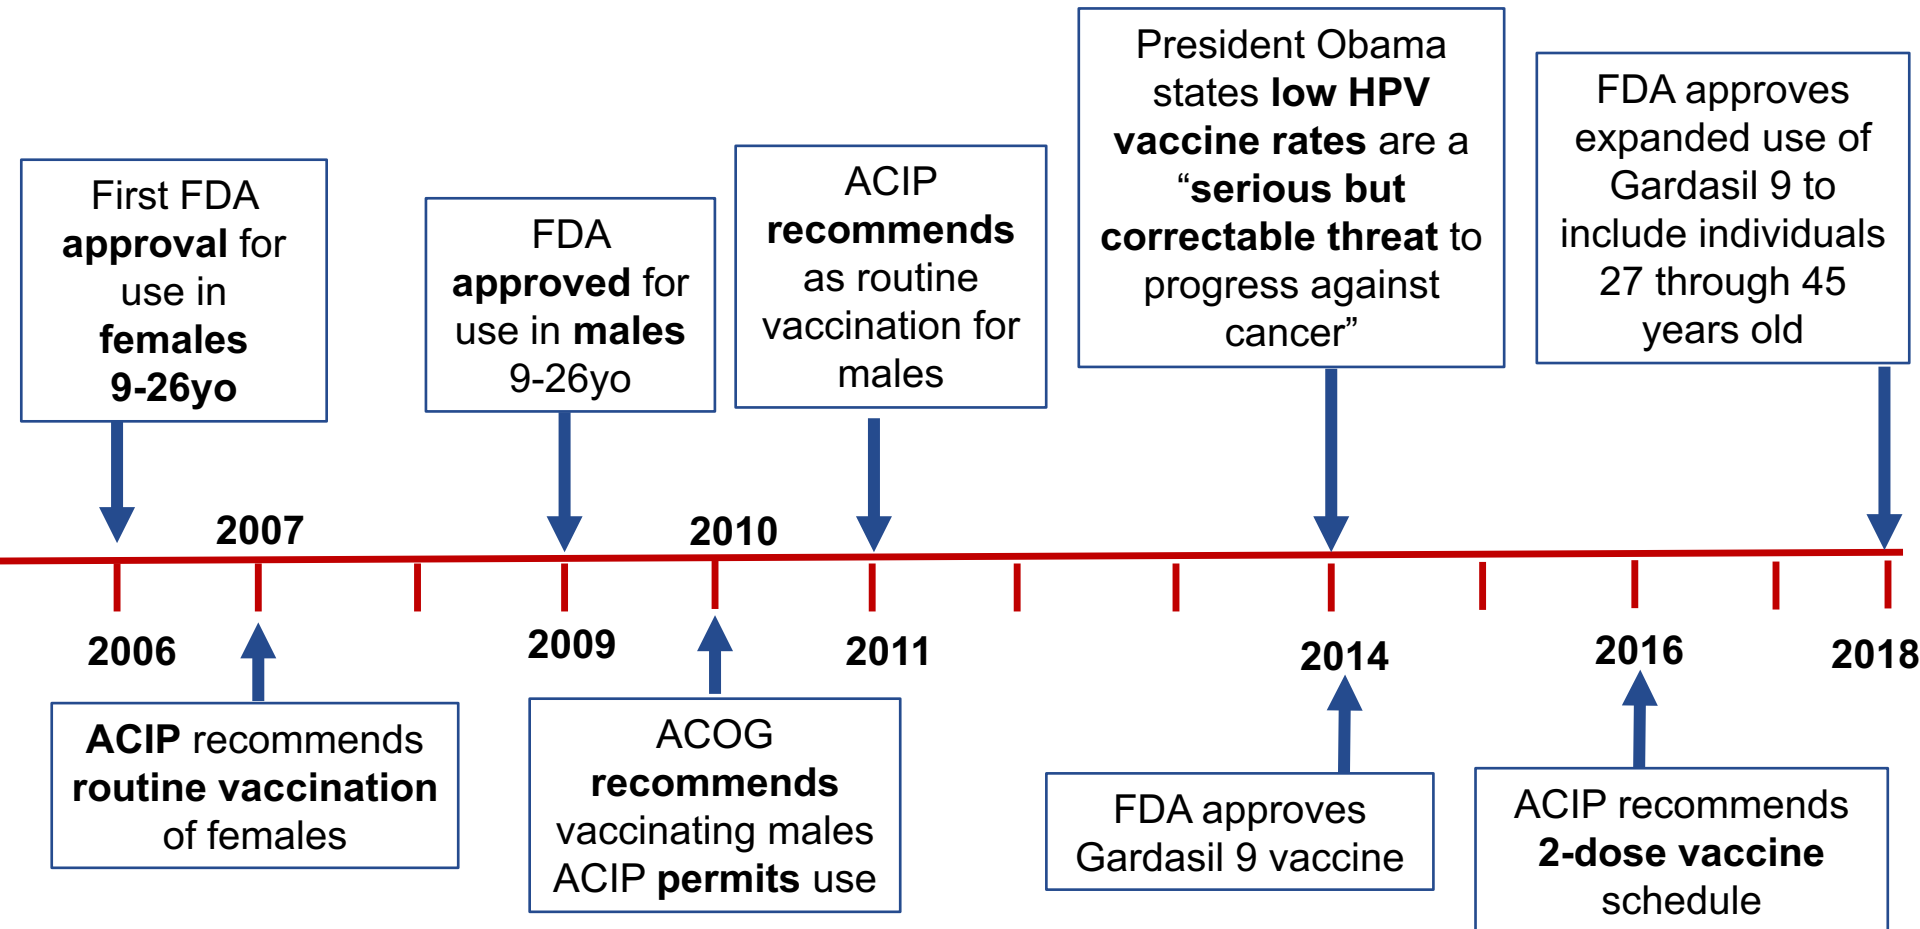 First FDA
approval for
use in
females
9-26yo
FDA
approved for
use in males
9-26yo
ACIP
recommends
as routine
vaccination for
males
President Obama
states low HPV
vaccine rates are a
“serious but
correctable threat to
progress against
cancer”
FDA approves
expanded use of
Gardasil 9 to
include individuals
27 through 45
years old
2007
2010
2006
2009
2011
2014
2016
2018
ACIP recommends
routine vaccination
of females
ACOG
recommends
vaccinating males
ACIP permits use
FDA approves
Gardasil 9 vaccine
ACIP recommends
2-dose vaccine
schedule